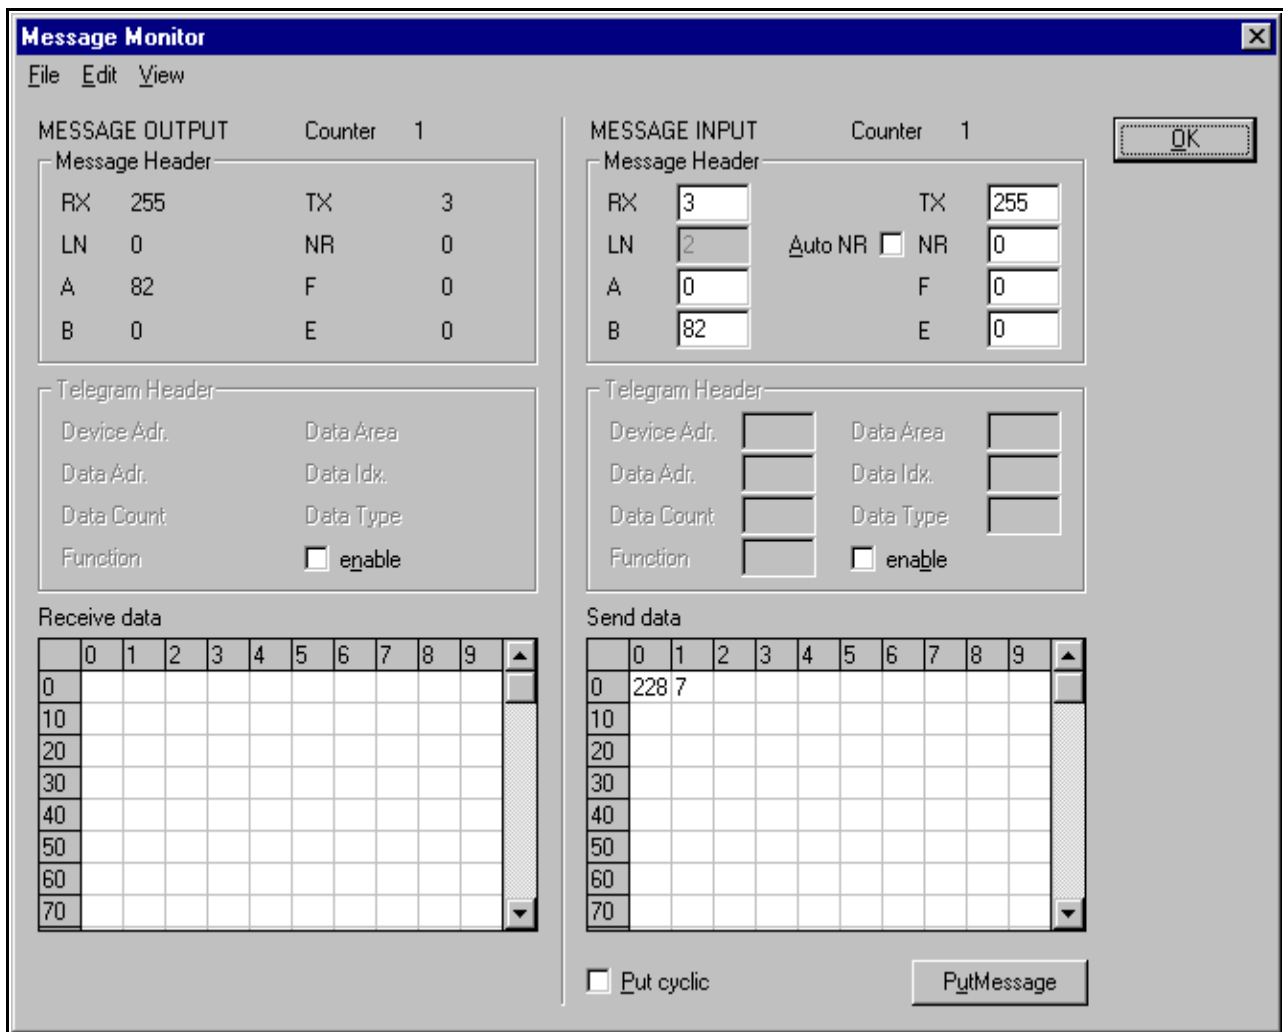 Message Monitor
File Edit View
MESSAGE OUTPUT Counter 1
Message Header
RX 255 TX 3
LN 0 NR 0
A 82 F 0
B 0 E 0
Telegram Header
Device Adr. Data Area
Data Adr. Data Idx.
Data Count Data Type
Function enable
Receive data
0 1 2 3 4 5 6 7 8 9
0
10
20
30
40
50
60
70
MESSAGE INPUT Counter 1
Message Header
RX 3 TX 255
LN 2 Auto NR NR 0
A 0 F 0
B 82 E 0
Telegram Header
Device Adr. Data Area
Data Adr. Data Idx.
Data Count Data Type
Function enable
Send data
0 1 2 3 4 5 6 7 8 9
0 228 7
10
20
30
40
50
60
70
Put cyclic PutMessage
OK